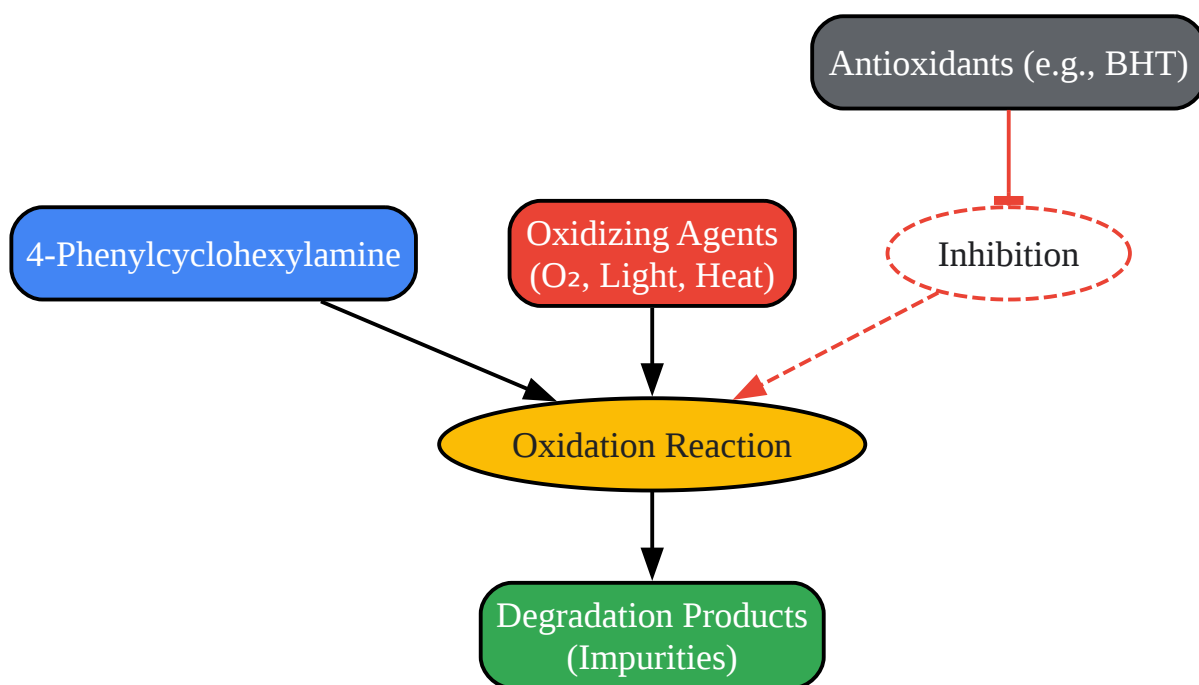 Antioxidants (e.g., BHT)
4-Phenylcyclohexylamine
Oxidizing Agents
(O₂, Light, Heat)
Inhibition
Oxidation Reaction
Degradation Products
(Impurities)